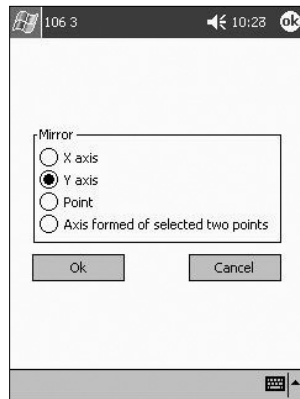 106 3 10:28 ok
Mirror
X axis
Y axis
Point
Axis formed of selected two points
Ok Cancel